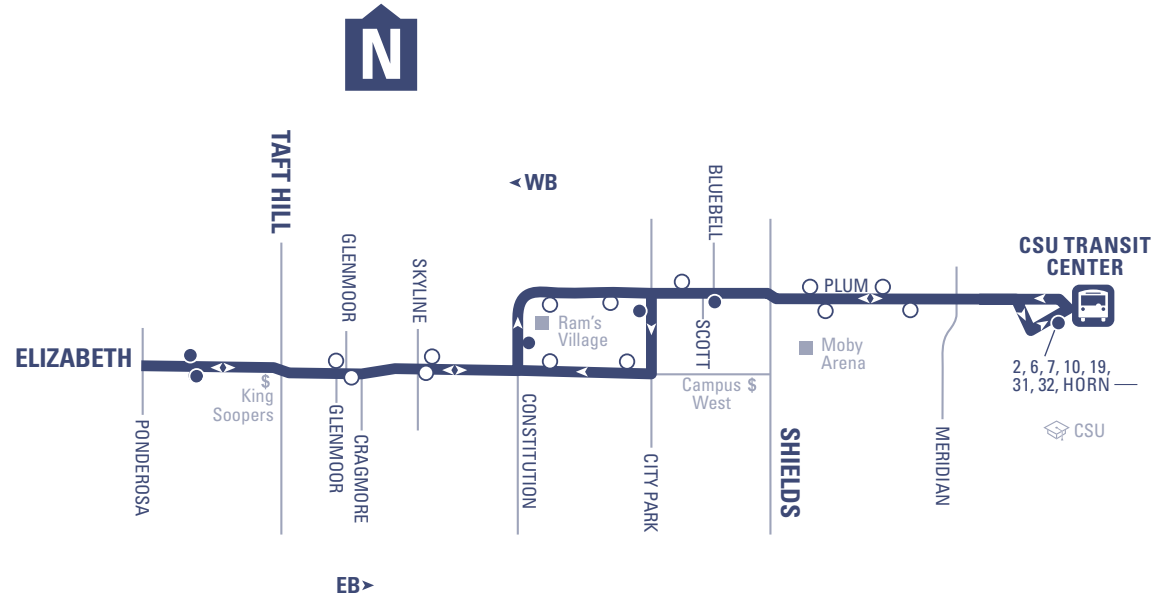 N
TAFT HILL
WB
BLUEBELL
GLENMOOR
SKYLINE
CSU TRANSIT
CENTER
PLUM
Ram's
Village
SCOTT
Moby
Arena
ELIZABETH
2, 6, 7, 10, 19,
31, 32, HORN
$
King
Soopers
Campus $
West
CSU
PONDEROSA
GLENMOOR
CRAGMORE
CONSTITUTION
CITY PARK
SHIELDS
MERIDIAN
EB